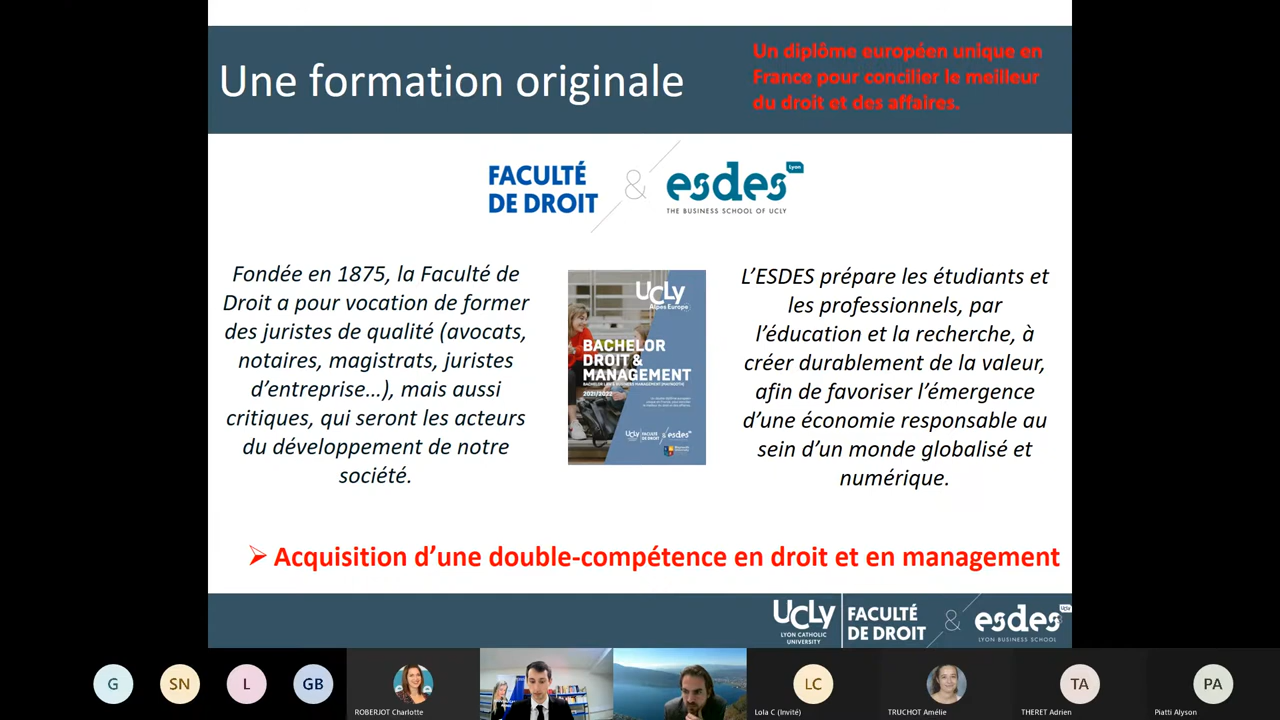 Une formation originale
Un diplôme européen unique en
France pour concilier le meilleur
du droit et des affaires.
FACULTÉ
DE DROIT
&
esdes
Lyon
THE BUSINESS SCHOOL OF UCLY
Fondée en 1875, la Faculté de
Droit a pour vocation de former
des juristes de qualité (avocats,
notaires, magistrats, juristes
d’entreprise…), mais aussi
critiques, qui seront les acteurs
du développement de notre
société.
UCLy
Alpes Europe
BACHELOR
DROIT &
MANAGEMENT
2021/2022
UCLy
FACULTÉ
DE DROIT
esdes
L’ESDES prépare les étudiants et
les professionnels, par
l’éducation et la recherche, à
créer durablement de la valeur,
afin de favoriser l’émergence
d’une économie responsable au
sein d’un monde globalisé et
numérique.
Acquisition d’une double-compétence en droit et en management
UCLy
LYON CATHOLIC
UNIVERSITY
FACULTÉ
DE DROIT
&
esdes
LYON BUSINESS SCHOOL
G
SN
L
GB
ROBERJOT Charlotte
LC
Lola C (Invité)
TRUCHOT Amélie
TA
THERET Adrien
PA
Piatti Alyson